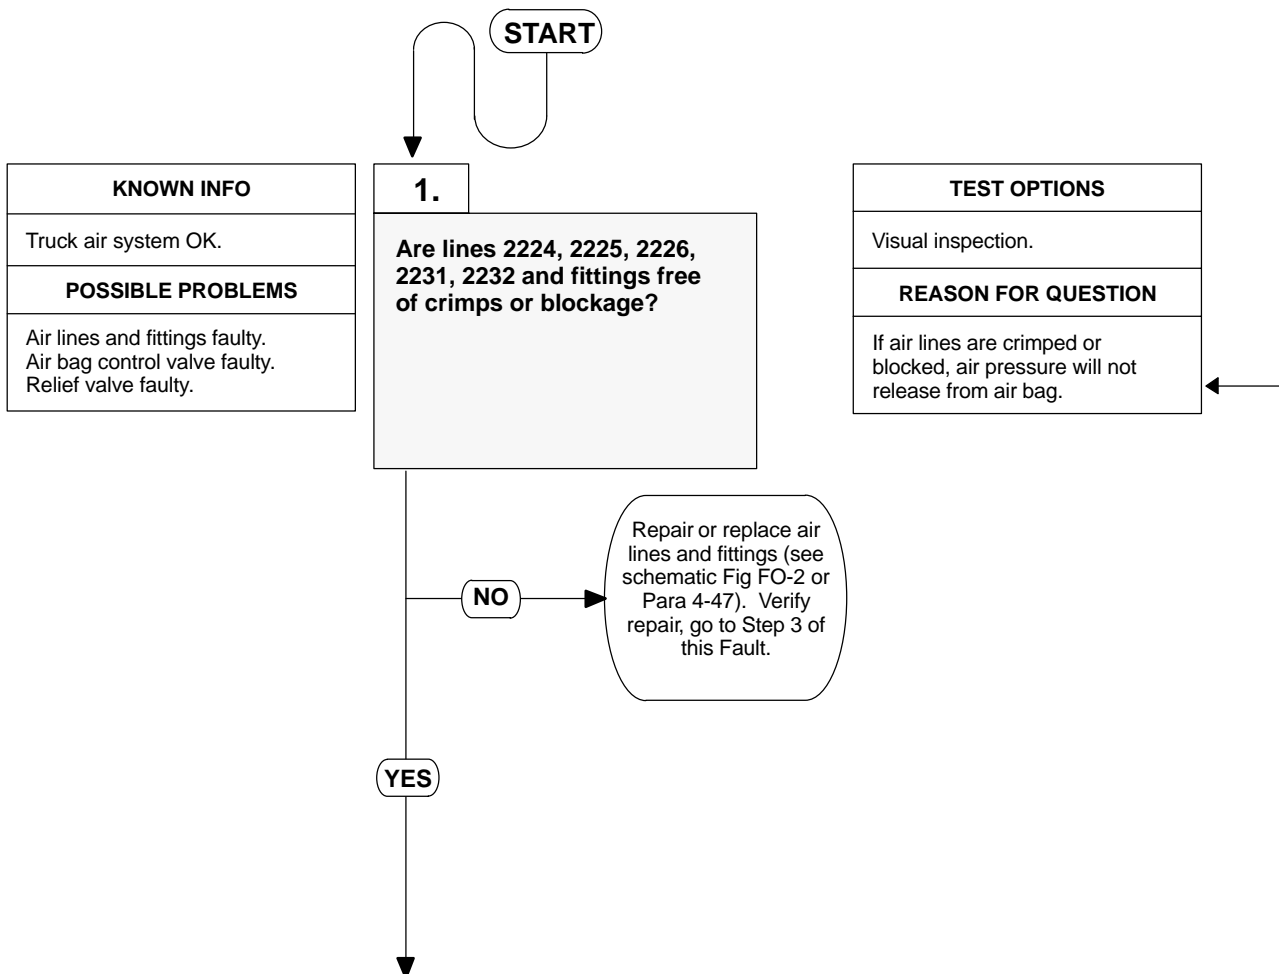 START
KNOWN INFO
Truck air system OK.
POSSIBLE PROBLEMS
Air lines and fittings faulty.
Air bag control valve faulty.
Relief valve faulty.
1.
Are lines 2224, 2225, 2226,
2231, 2232 and fittings free
of crimps or blockage?
TEST OPTIONS
Visual inspection.
REASON FOR QUESTION
If air lines are crimped or
blocked, air pressure will not
release from air bag.
NO
Repair or replace air
lines and fittings (see
schematic Fig FO-2 or
Para 4-47). Verify
repair, go to Step 3 of
this Fault.
YES